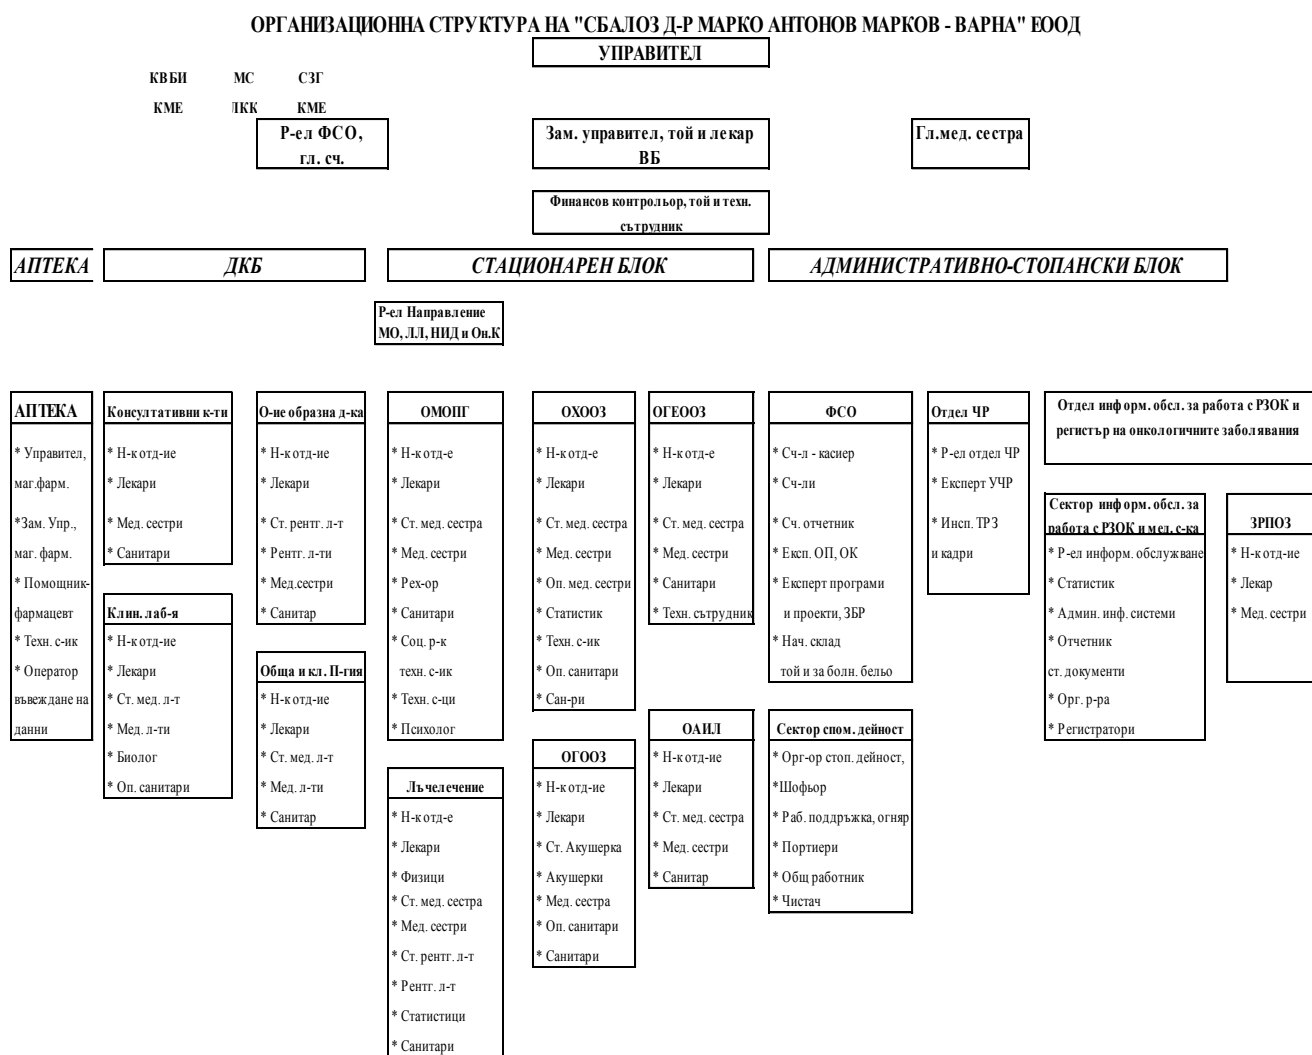 ОРГАНИЗАЦИОННА СТРУКТУРА НА "СБАЛОЗ Д-Р МАРКО АНТОНОВ МАРКОВ - ВАРНА" ЕООД
УПРАВИТЕЛ
КВБИ МС СЗГ
КМЕ ЛКК КМЕ
Р-ел ФСО,
гл. сч.
Зам. управител, той и лекар
ВБ
Гл.мед. сестра
Финансов контрольор, той и техн.
сътрудник
АПТЕКА
ДКБ
СТАЦИОНАРЕН БЛОК
АДМИНИСТРАТИВНО-СТОПАНСКИ БЛОК
Р-ел Направление
МО, ЛЛ, НИД и Он.К
АПТЕКА
* Управител,
маг.фарм.
*Зам. Упр.,
маг. фарм.
* Помощник-
фармацевт
* Техн. с-ик
* Оператор
въвеждане на
данни
Консултативни к-ти
* Н-к отд-ие
* Лекари
* Мед. сестри
* Санитари
Клин. лаб-я
* Н-к отд-ие
* Лекари
* Ст. мед. л-т
* Мед. л-ти
* Биолог
* Оп. санитари
О-ие образна д-ка
* Н-к отд-ие
* Лекари
* Ст. рентг. л-т
* Рентг. л-ти
* Мед.сестри
* Санитар
Обща и кл. П-гия
* Н-к отд-ие
* Лекари
* Ст. мед. л-т
* Мед. л-ти
* Санитар
ОМОПГ
* Н-к отд-е
* Лекари
* Ст. мед. сестра
* Мед. сестри
* Рех-ор
* Санитари
* Соц. р-к
техн. с-ик
* Техн. с-ци
* Психолог
Лъчелечение
* Н-к отд-е
* Лекари
* Физици
* Ст. мед. сестра
* Мед. сестри
* Ст. рентг. л-т
* Рентг. л-т
* Статистици
* Санитари
ОХООЗ
* Н-к отд-е
* Лекари
* Ст. мед. сестра
* Мед. сестри
* Оп. мед. сестри
* Статистик
* Техн. с-ик
* Оп. санитари
* Сан-ри
ОГООЗ
* Н-к отд-ие
* Лекари
* Ст. Акушерка
* Акушерки
* Мед. сестра
* Оп. санитари
* Санитари
ОГЕООЗ
* Н-к отд-е
* Лекари
* Ст. мед. сестра
* Мед. сестри
* Санитари
* Техн. сътрудник
ОАИЛ
* Н-к отд-ие
* Лекари
* Ст. мед. сестра
* Мед. сестри
* Санитар
ФСО
* Сч-л - касиер
* Сч-ли
* Сч. отчетник
*Експ. ОП, ОК
* Експерт програми
и проекти, ЗБР
* Нач. склад
той и за болн. бельо
Сектор спом. дейност
* Орг-ор стоп. дейност,
*Шофьор
* Раб. поддръжка, огняр
* Портиери
* Общ работник
* Чистач
Отдел ЧР
* Р-ел отдел ЧР
* Експерт УЧР
* Инсп. ТРЗ
и кадри
Отдел информ. обсл. за работа с РЗОК и
регистър на онкологичните заболявания
Сектор информ. обсл. за
работа с РЗОК и мед. с-ка
* Р-ел информ. обслужване
* Статистик
* Админ. инф. системи
* Отчетник
ст. документи
* Орг. р-ра
* Регистратори
ЗРПОЗ
* Н-к отд-ие
* Лекар
* Мед. сестри